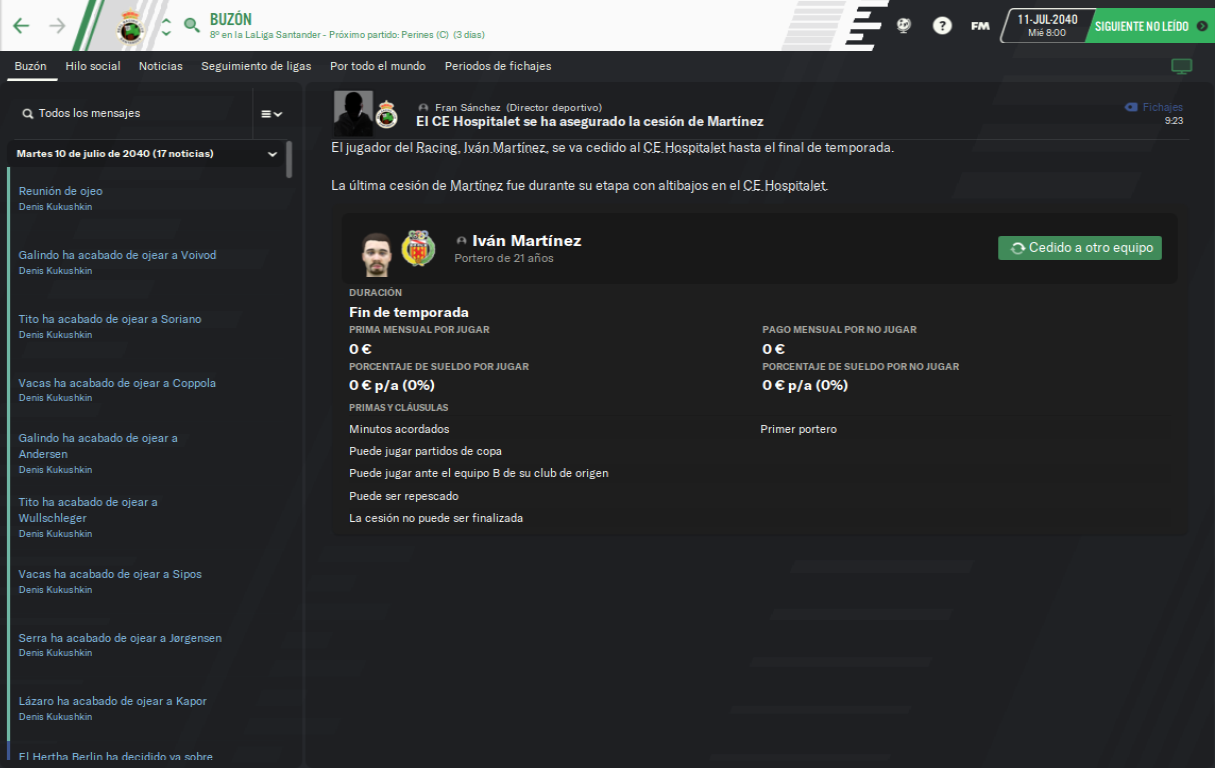 BUZÓN
8º en la LaLiga Santander - Próximo partido: Perines (C) (3 días)
?
FM
11-JUL-2040
Mié 8:00
SIGUIENTE NO LEÍDO
Buzón
Hilo social
Noticias
Seguimiento de ligas
Por todo el mundo
Periodos de fichajes
Todos los mensajes
Martes 10 de julio de 2040 (17 noticias)
Reunión de ojeo
Denis Kukushkin
Galindo ha acabado de ojear a Voivod
Denis Kukushkin
Tito ha acabado de ojear a Soriano
Denis Kukushkin
Vacas ha acabado de ojear a Coppola
Denis Kukushkin
Galindo ha acabado de ojear a
Andersen
Denis Kukushkin
Tito ha acabado de ojear a
Wullschleger
Denis Kukushkin
Vacas ha acabado de ojear a Sipos
Denis Kukushkin
Serra ha acabado de ojear a Jørgensen
Denis Kukushkin
Lázaro ha acabado de ojear a Kapor
Denis Kukushkin
El Hertha Berlin ha decidido ya sobre
Fran Sánchez (Director deportivo)
El CE Hospitalet se ha asegurado la cesión de Martínez
Fichajes
9:23
El jugador del Racing, Iván Martínez, se va cedido al CE Hospitalet hasta el final de temporada.
La última cesión de Martínez fue durante su etapa con altibajos en el CE Hospitalet.
Iván Martínez
Portero de 21 años
Cedido a otro equipo
DURACIÓN
Fin de temporada
PRIMA MENSUAL POR JUGAR
PAGO MENSUAL POR NO JUGAR
0 €
0 €
PORCENTAJE DE SUELDO POR JUGAR
PORCENTAJE DE SUELDO POR NO JUGAR
0 € p/a (0%)
0 € p/a (0%)
PRIMAS Y CLÁUSULAS
Minutos acordados
Primer portero
Puede jugar partidos de copa
Puede jugar ante el equipo B de su club de origen
Puede ser repescado
La cesión no puede ser finalizada